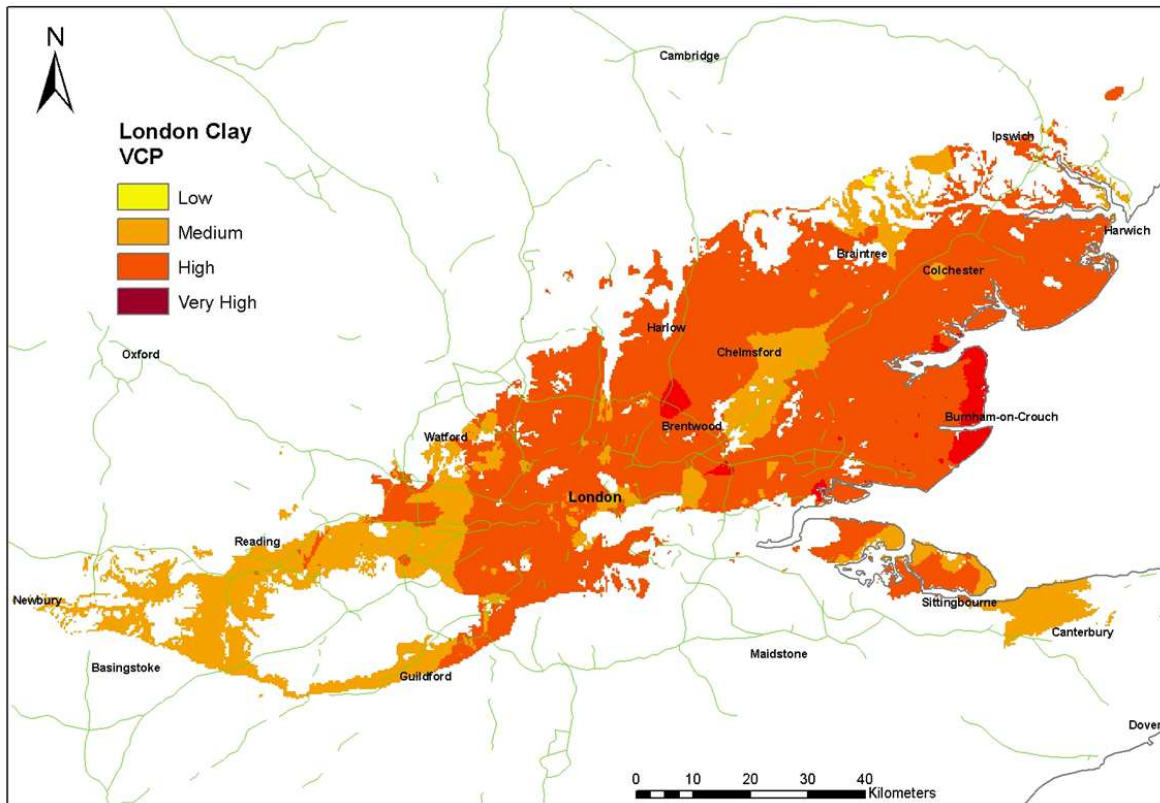 N
London Clay
VCP
Low
Medium
High
Very High
Cambridge
Ipswich
Harwich
Braintree
Colchester
Harlow
Chelmsford
Oxford
Burnham-on-Crouch
Brentwood
Watford
London
Reading
Newbury
Sittingbourne
Canterbury
Basingstoke
Maidstone
Guildford
Dover
0 5 10 20 30 40
Kilometers